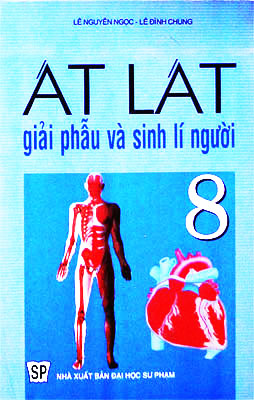 LÊ NGUYÊN NGỌC - LÊ ĐÌNH CHUNG
ÁT LÁT
giải phẫu và sinh lí người
8
SP
NHÀ XUẤT BẢN ĐẠI HỌC SƯ PHẠM